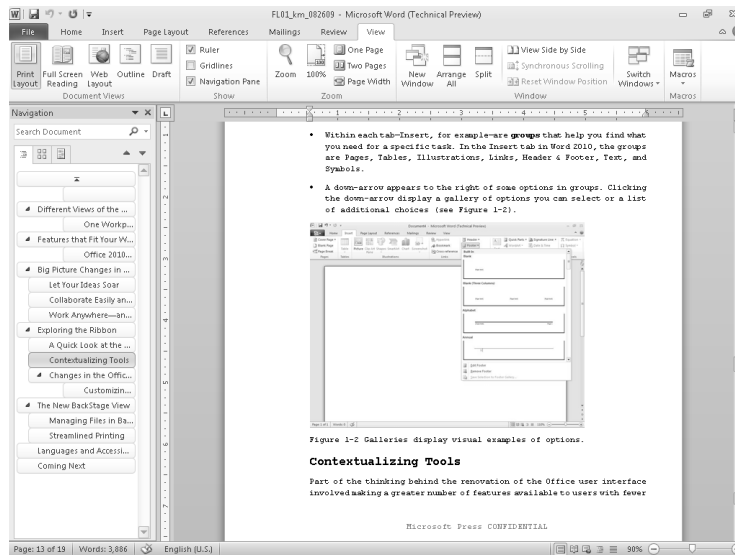 FL01_km_082609 - Microsoft Word (Technical Preview)
File Home Insert Page Layout References Mailings Review View
Print Layout
Full Screen Reading
Web Layout
Outline
Draft
Document Views
Ruler
Gridlines
Navigation Pane
Show
Zoom
100%
One Page
Two Pages
Page Width
Zoom
New Window
Arrange All
Split
View Side by Side
Synchronous Scrolling
Reset Window Position
Window
Switch Windows
Macros
Macros
Navigation
Search Document
Different Views of the ...
One Workp...
Features that Fit Your W...
Office 2010...
Big Picture Changes in ...
Let Your Ideas Soar
Collaborate Easily an...
Work Anywhere—an...
Exploring the Ribbon
A Quick Look at the ...
Contextualizing Tools
Changes in the Offic...
Customizin...
The New BackStage View
Managing Files in Ba...
Streamlined Printing
Languages and Accessi...
Coming Next
• Within each tab—Insert, for example—are groups that help you find what
you need for a specific task. In the Insert tab in Word 2010, the groups
are Pages, Tables, Illustrations, Links, Header & Footer, Text, and
Symbols.
• A down-arrow appears to the right of some options in groups. Clicking
the down-arrow display a gallery of options you can select or a list
of additional choices (see Figure 1-2).
Figure 1-2 Galleries display visual examples of options.
Contextualizing Tools
Part of the thinking behind the renovation of the Office user interface
involved making a greater number of features available to users with fewer
Microsoft Press CONFIDENTIAL
Page: 13 of 19 Words: 3,886 English (U.S.) 90%